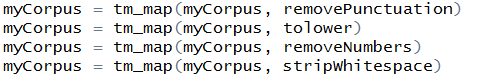 myCorpus = tm_map(myCorpus, removePunctuation)
myCorpus = tm_map(myCorpus, tolower)
myCorpus = tm_map(myCorpus, removeNumbers)
myCorpus = tm_map(myCorpus, stripWhitespace)